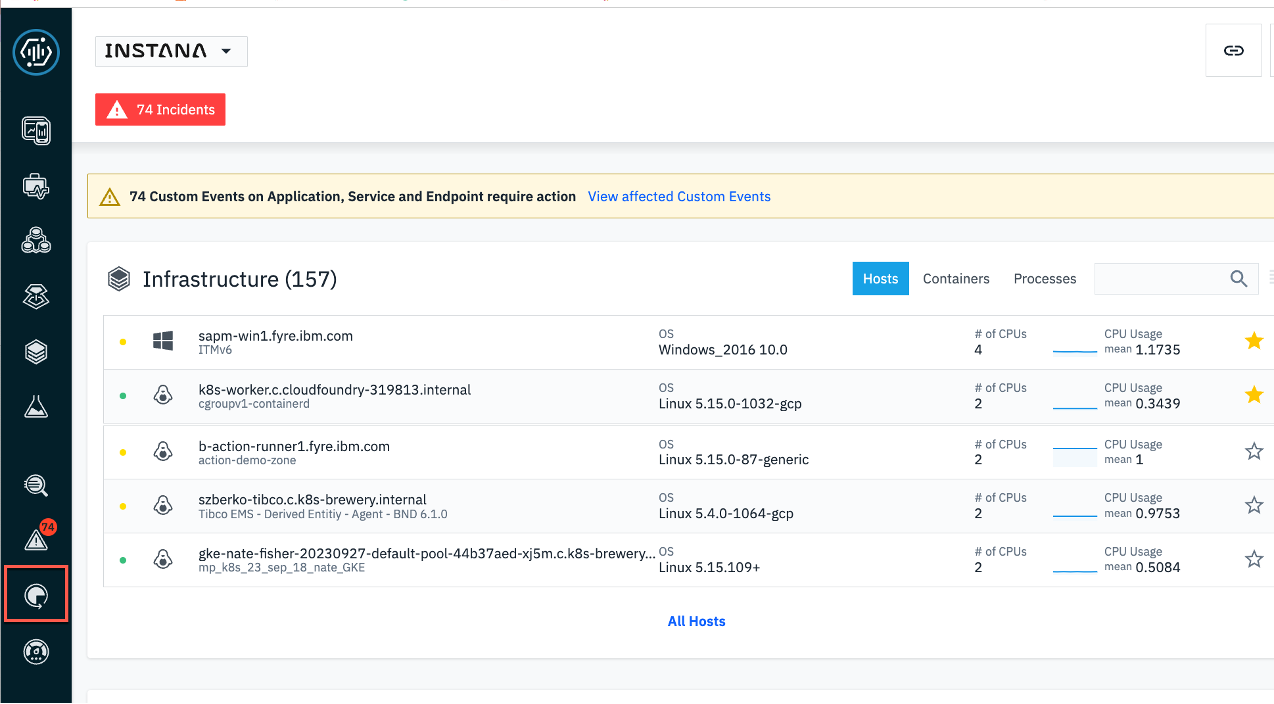 INSTANA
74 Incidents
74 Custom Events on Application, Service and Endpoint require action View affected Custom Events
Infrastructure (157)
Hosts Containers Processes
sapm-win1.fyre.ibm.com
ITMv6
OS
Windows_2016 10.0
# of CPUs
4
CPU Usage
mean 1.1735
k8s-worker.c.cloudfoundry-319813.internal
cgroupv1-containerd
OS
Linux 5.15.0-1032-gcp
# of CPUs
2
CPU Usage
mean 0.3439
b-action-runner1.fyre.ibm.com
action-demo-zone
OS
Linux 5.15.0-87-generic
# of CPUs
2
CPU Usage
mean 1
szberko-tibco.c.k8s-brewery.internal
Tibco EMS - Derived Entitiy - Agent - BND 6.1.0
OS
Linux 5.4.0-1064-gcp
# of CPUs
2
CPU Usage
mean 0.9753
gke-nate-fisher-20230927-default-pool-44b37aed-xj5m.c.k8s-brewery...
mp_k8s_23_sep_18_nate_GKE
OS
Linux 5.15.109+
# of CPUs
2
CPU Usage
mean 0.5084
All Hosts
74